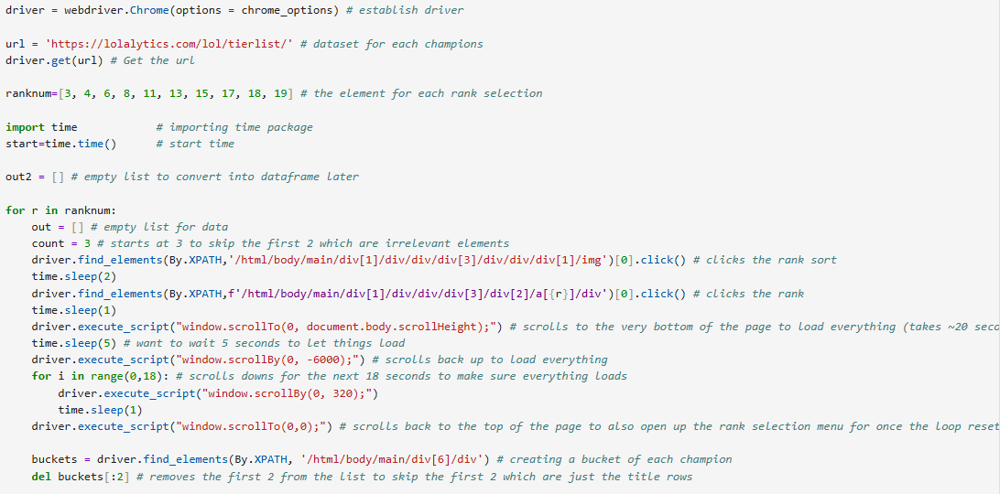 driver = webdriver.Chrome(options = chrome_options) # establish driver
url = 'https://lolalytics.com/lol/tierlist/' # dataset for each champions
driver.get(url) # Get the url
ranknum=[3, 4, 6, 8, 11, 13, 15, 17, 18, 19] # the element for each rank selection
import time # importing time package
start=time.time() # start time
out2 = [] # empty list to convert into dataframe later
for r in ranknum:
out = [] # empty list for data
count = 3 # starts at 3 to skip the first 2 which are irrelevant elements
driver.find_elements(By.XPATH,'/html/body/main/div[1]/div/div/div[3]/div/div/div[1]/img')[0].click() # clicks the rank sort
time.sleep(2)
driver.find_elements(By.XPATH,f'/html/body/main/div[1]/div/div/div[3]/div[2]/a[{r}]/div')[0].click() # clicks the rank
time.sleep(1)
driver.execute_script("window.scrollTo(0, document.body.scrollHeight);") # scrolls to the very bottom of the page to load everything (takes ~20 seco
time.sleep(5) # want to wait 5 seconds to let things load
driver.execute_script("window.scrollBy(0, -6000);") # scrolls back up to load everything
for i in range(0,18): # scrolls downs for the next 18 seconds to make sure everything loads
driver.execute_script("window.scrollBy(0, 320);")
time.sleep(1)
driver.execute_script("window.scrollTo(0,0);") # scrolls back to the top of the page to also open up the rank selection menu for once the loop reset
buckets = driver.find_elements(By.XPATH, '/html/body/main/div[6]/div') # creating a bucket of each champion
del buckets[:2] # removes the first 2 from the list to skip the first 2 which are just the title rows